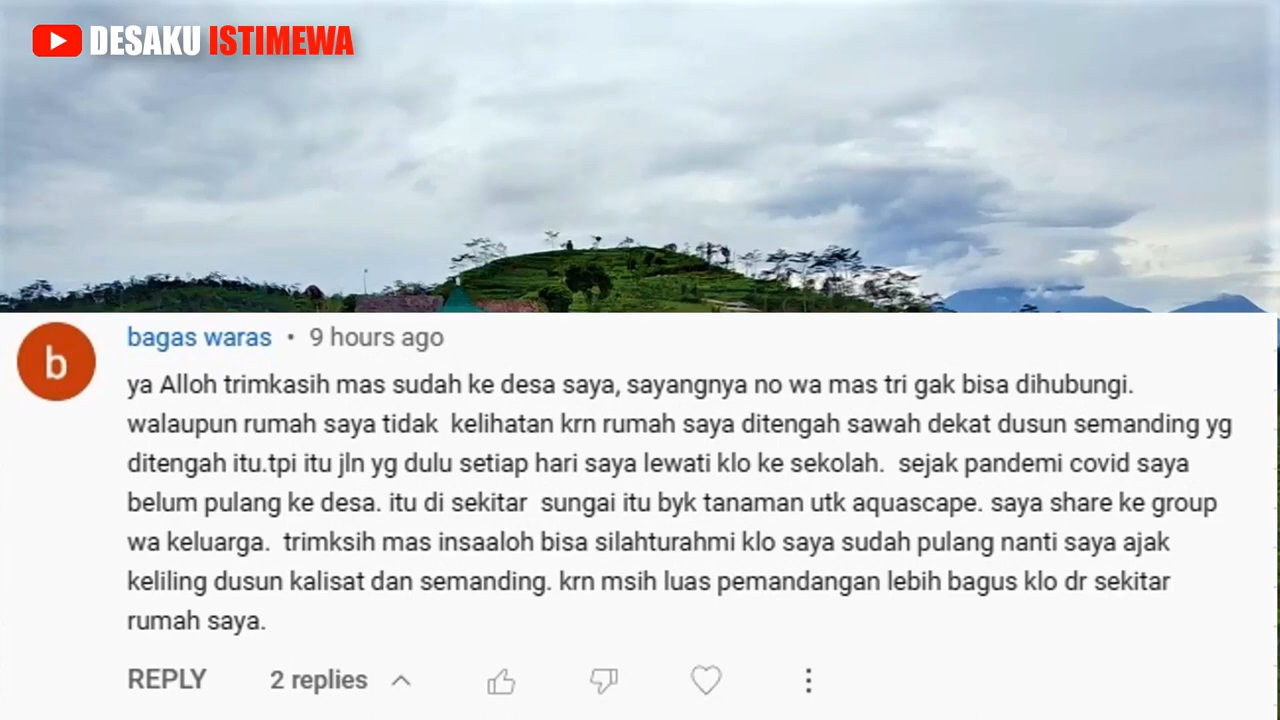 DESAKU ISTIMEWA
b
bagas waras • 9 hours ago
ya Alloh trimkasih mas sudah ke desa saya, sayangnya no wa mas tri gak bisa dihubungi.
walaupun rumah saya tidak  kelihatan krn rumah saya ditengah sawah dekat dusun semanding yg
ditengah itu.tpi itu jln yg dulu setiap hari saya lewati klo ke sekolah.  sejak pandemi covid saya
belum pulang ke desa. itu di sekitar  sungai itu byk tanaman utk aquascape. saya share ke group
wa keluarga.  trimksih mas insaaloh bisa silahturahmi klo saya sudah pulang nanti saya ajak
keliling dusun kalisat dan semanding. krn msih luas pemandangan lebih bagus klo dr sekitar
rumah saya.
REPLY 2 replies